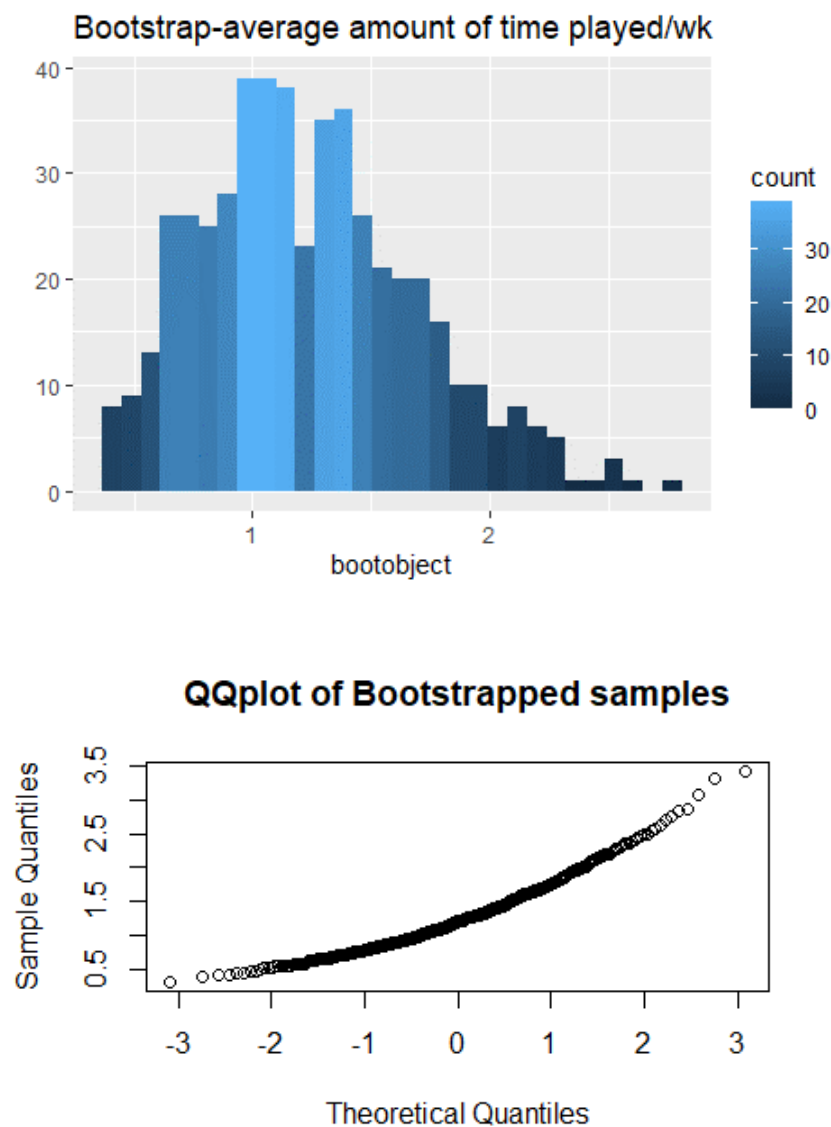 Bootstrap-average amount of time played/wk
40
30
20
10
0
1 2
bootobject
count
30
20
10
0
QQplot of Bootstrapped samples
Sample Quantiles
3.5
2.5
1.5
0.5
-3 -2 -1 0 1 2 3
Theoretical Quantiles